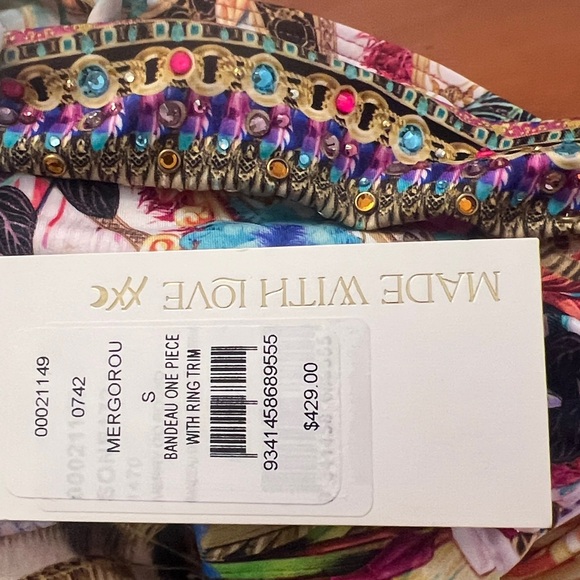 MADE WITH LOVE
00021149
0742
MERGOROU
S
BANDEAU ONE PIECE
WITH RING TRIM
9341458689555
$429.00